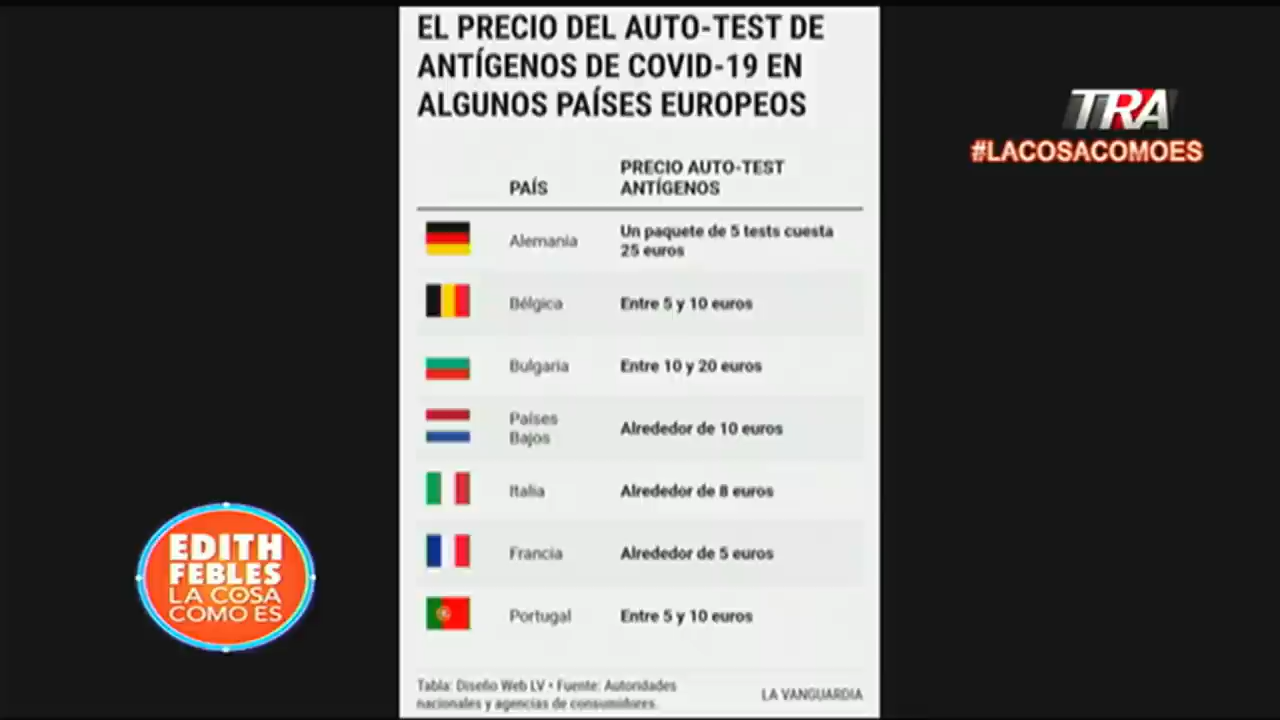 EL PRECIO DEL AUTO-TEST DE
ANTÍGENOS DE COVID-19 EN
ALGUNOS PAÍSES EUROPEOS
TRA
#LACOSACOMOES
PAÍS
PRECIO AUTO-TEST
ANTÍGENOS
Alemania
Un paquete de 5 tests cuesta
25 euros
Bélgica
Entre 5 y 10 euros
Bulgaria
Entre 10 y 20 euros
Países
Bajos
Alrededor de 10 euros
Italia
Alrededor de 8 euros
Francia
Alrededor de 5 euros
Portugal
Entre 5 y 10 euros
EDITH
FEBLES
LA COSA
COMO ES
Tabla: Diseño Web LV • Fuente: Autoridades
nacionales y agencias de consumidores.
LA VANGUARDIA